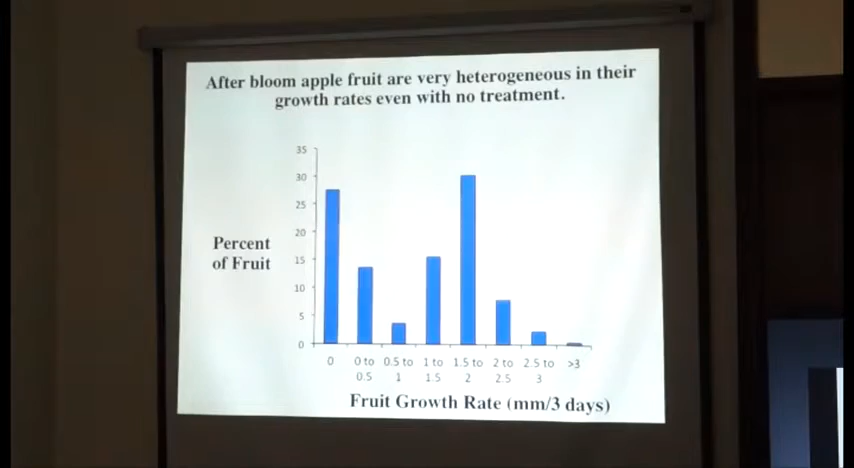 After bloom apple fruit are very heterogeneous in their
growth rates even with no treatment.
35
30
25
20
15
10
5
0
Percent
of Fruit
0 0 to 0.5 to 1 to 1.5 to 2 to 2.5 to >3
0.5 1 1.5 2 2.5 3
Fruit Growth Rate (mm/3 days)